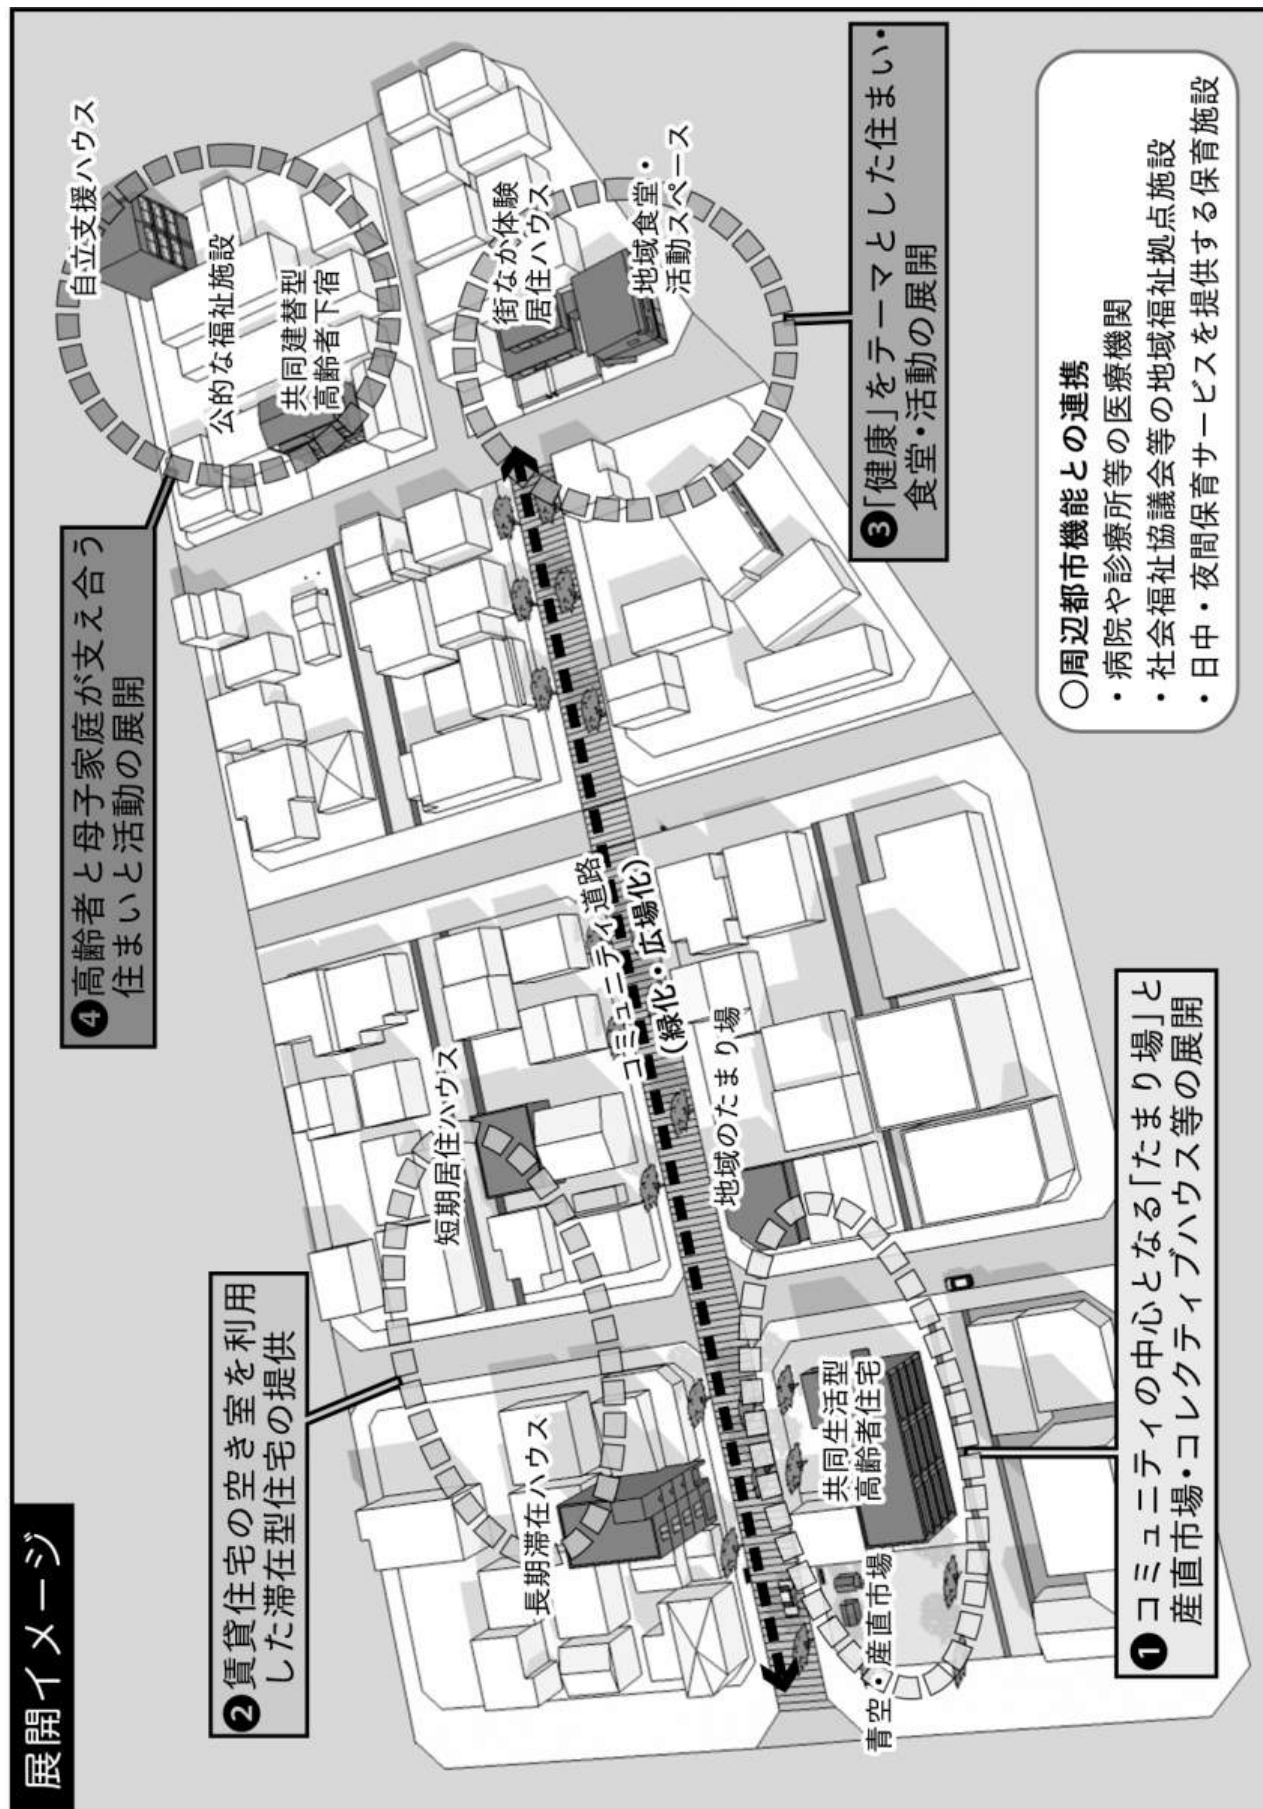 展開イメージ
❷賃貸住宅の空き室を利用
した滞在型住宅の提供
❹高齢者と母子家庭が支え合う
住まいと活動の展開
自立支援ハウス
公的な福祉施設
共同建替型
高齢者下宿
短期居住ハウス
長期滞在ハウス
街なか体験
居住ハウス
地域食堂・
活動スペース
コミュニティ道路
(緑化・広場化)
地域のたまり場
共同生活型
高齢者住宅
青空・産直市場
❸「健康」をテーマとした住まい・
食堂・活動の展開
❶コミュニティの中心となる「たまり場」と
産直市場・コレクティブハウス等の展開
〇周辺都市機能との連携
・病院や診療所等の医療機関
・社会福祉協議会等の地域福祉拠点施設
・日中・夜間保育サービスを提供する保育施設